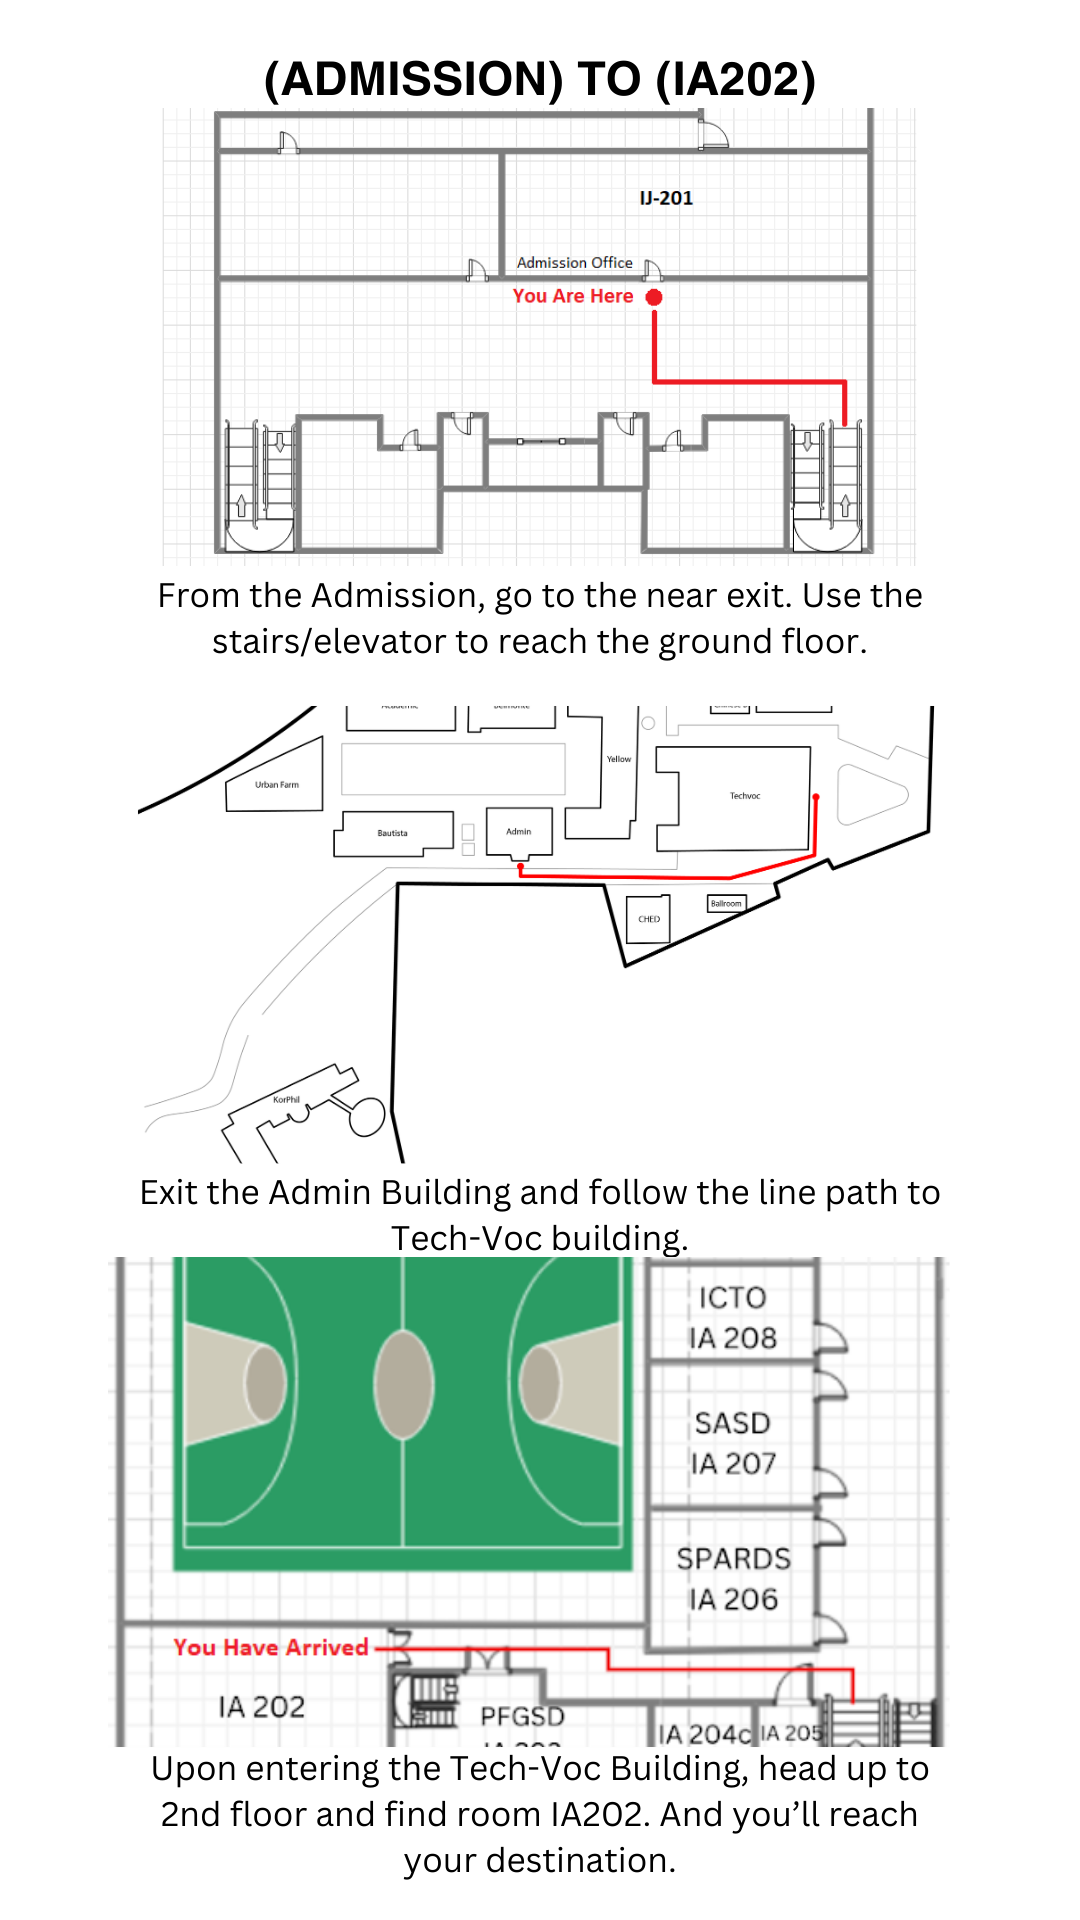 (ADMISSION) TO (IA202)
IJ-201
Admission Office
You Are Here
From the Admission, go to the near exit. Use the
stairs/elevator to reach the ground floor.
Academic
Belmonte
Yellow
Urban Farm
Techvoc
Bautista
Admin
CHED
Ballroom
KorPhil
Exit the Admin Building and follow the line path to
Tech-Voc building.
ICTO
IA 208
SASD
IA 207
SPARDS
IA 206
You Have Arrived
IA 202
PFGSD
IA 204c
IA 205
Upon entering the Tech-Voc Building, head up to
2nd floor and find room IA202. And you’ll reach
your destination.